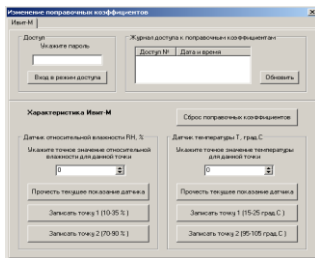 Изменение поправочных коэффициентов
Ивит-М
Доступ
Укажите пароль
Вход в режим доступа
Журнал доступа к поправочным коэффициентам
Доступ № Дата и время
Обновить
Характеристика Ивит-М
Сброс поправочных коэффициентов
Датчик относительной влажности RH, %
Укажите точное значение относительной
влажности для данной точки
0
Прочесть текущее показание датчика
Записать точку 1 (10-35 % )
Записать точку 2 (70-90 % )
Датчик температуры Т, град.С
Укажите точное значение температуры
для данной точки
0
Прочесть текущее показание датчика
Записать точку 1 (15-25 град.С )
Записать точку 2 (95-105 град.С )